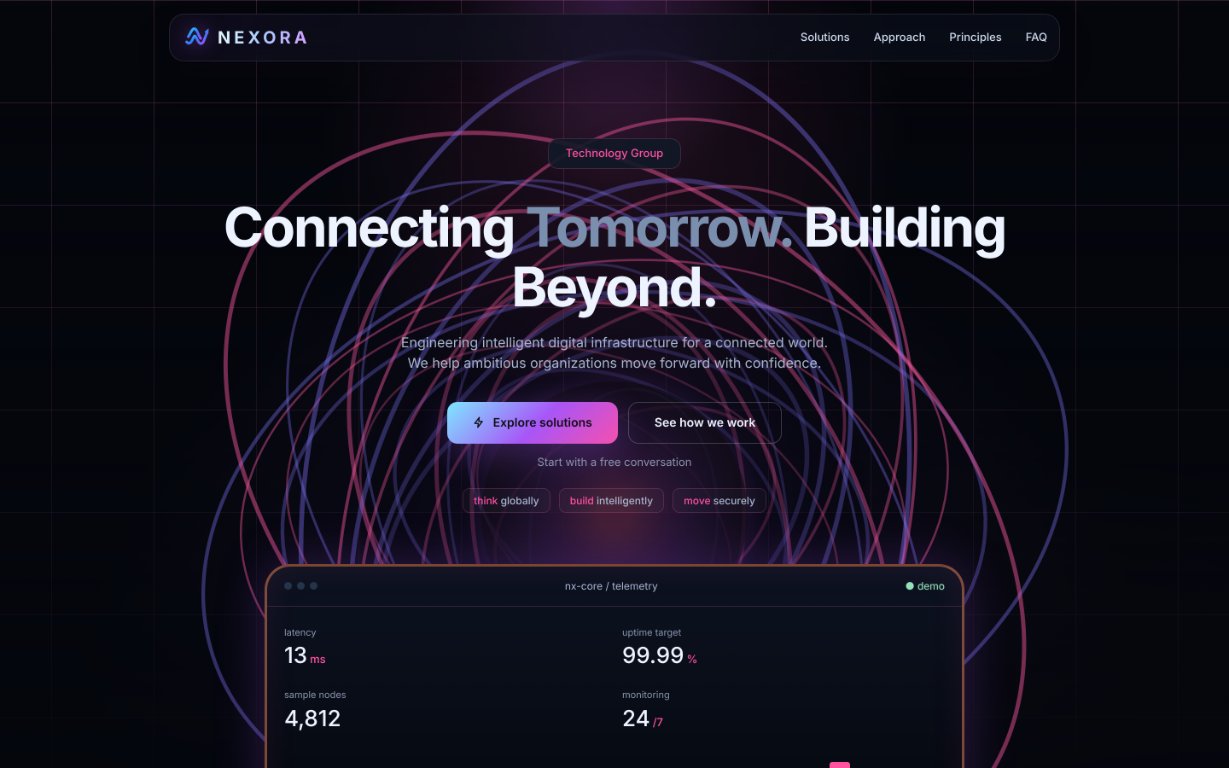 NEXORA
Solutions Approach Principles FAQ
Technology Group
Connecting Tomorrow. Building
Beyond.
Engineering intelligent digital infrastructure for a connected world.
We help ambitious organizations move forward with confidence.
Explore solutions
See how we work
Start with a free conversation
think globally
build intelligently
move securely
nx-core / telemetry
demo
latency
13 ms
uptime target
99.99 %
sample nodes
4,812
monitoring
24 /7